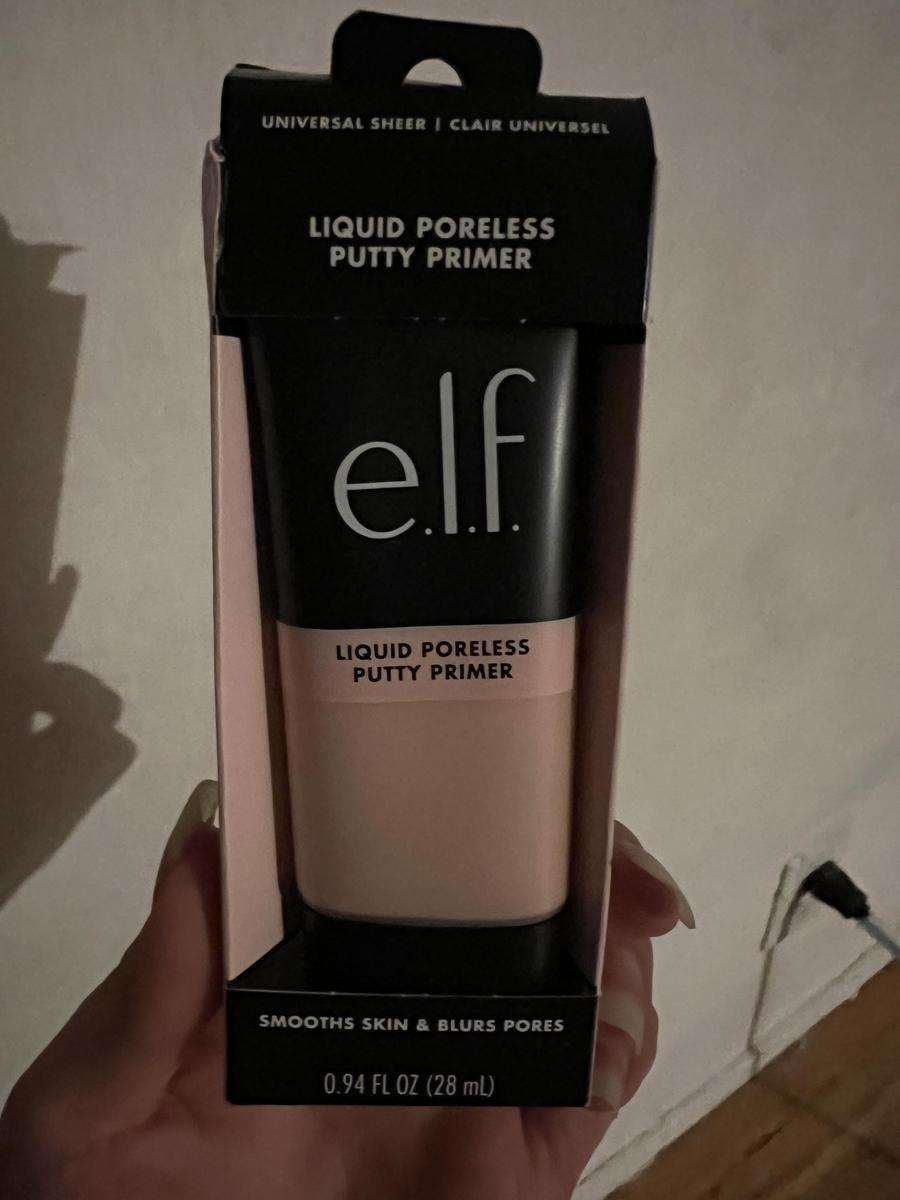 UNIVERSAL SHEER | CLAIR UNIVERSEL
LIQUID PORELESS
PUTTY PRIMER
e.l.f.
LIQUID PORELESS
PUTTY PRIMER
SMOOTHS SKIN & BLURS PORES
0.94 FL OZ (28 mL)